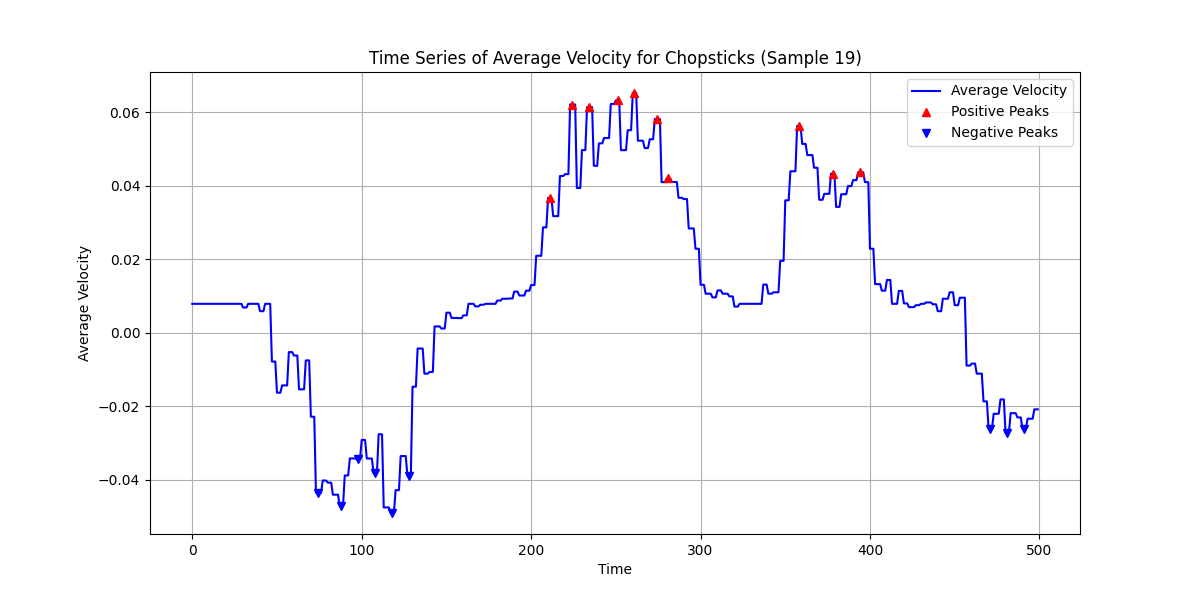 Time Series of Average Velocity for Chopsticks (Sample 19)
Average Velocity
Positive Peaks
Negative Peaks
0.06
0.04
0.02
0.00
−0.02
−0.04
Average Velocity
0
100
200
300
400
500
Time